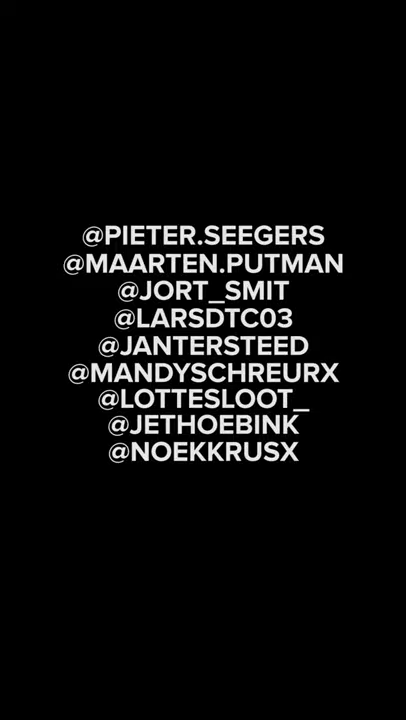 @PIETER.SEEGERS
@MAARTEN.PUTMAN
@JORT_SMIT
@LARSDTC03
@JANTERSTEED
@MANDYSCHREURX
@LOTTESLOOT_
@JETHOEBINK
@NOEKKRUSX